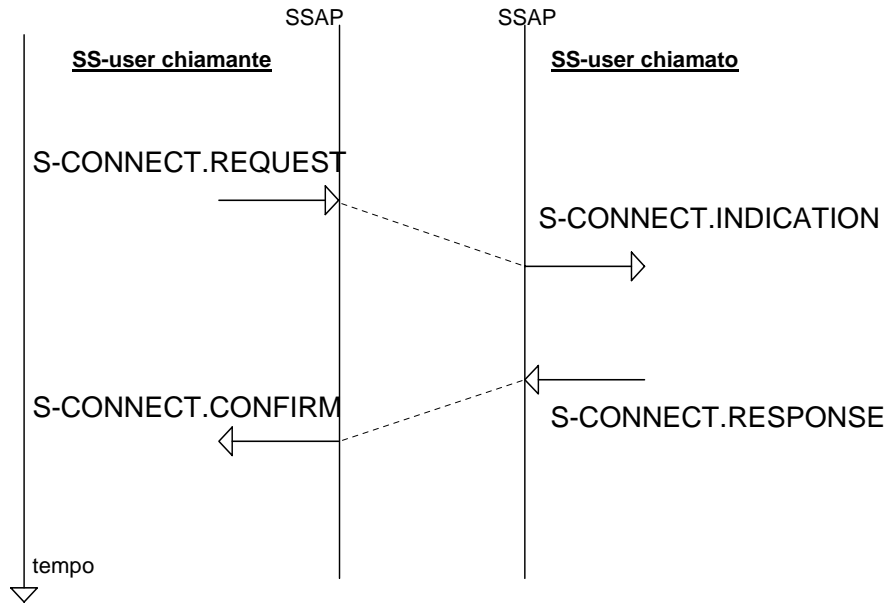 SSAP SSAP
SS-user chiamante SS-user chiamato
S-CONNECT.REQUEST
S-CONNECT.INDICATION
S-CONNECT.CONFIRM
S-CONNECT.RESPONSE
tempo